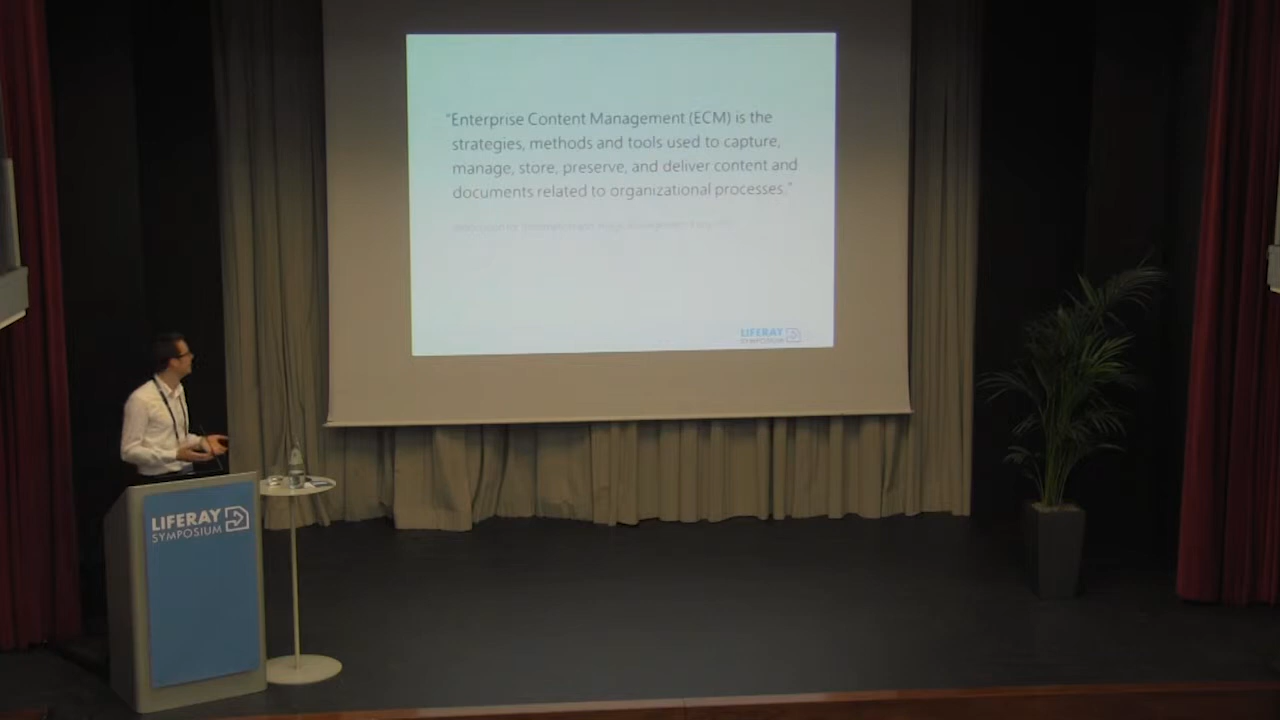 “Enterprise Content Management (ECM) is the
strategies, methods and tools used to capture,
manage, store, preserve, and deliver content and
documents related to organizational processes.”
LIFERAY
SYMPOSIUM
LIFERAY
SYMPOSIUM